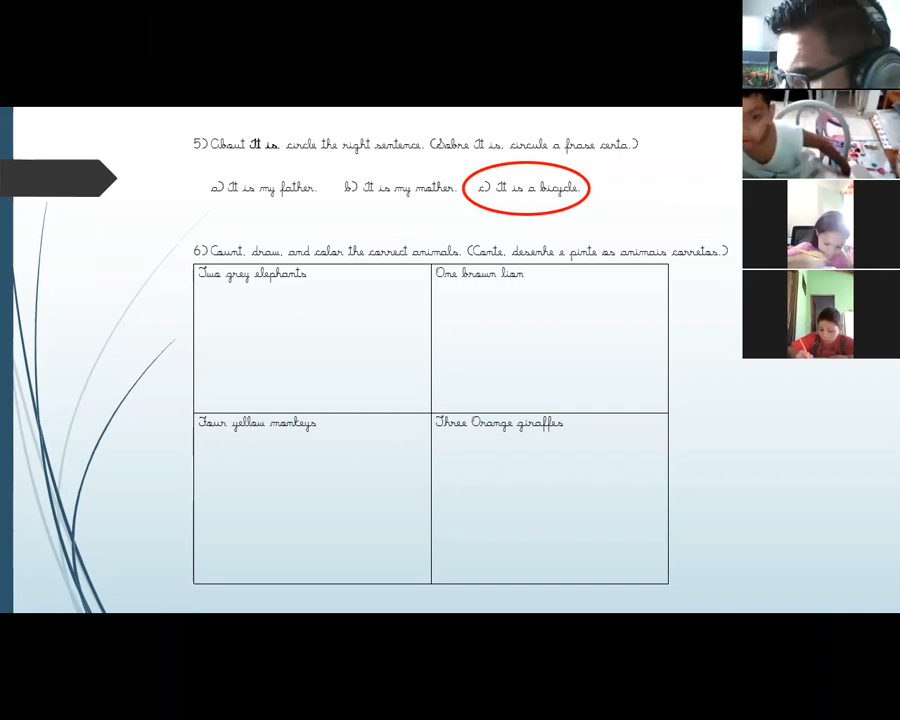 5) About It is, circle the right sentence. (Sobre It is, circule a frase certa.)
a) It is my father. b) It is my mother. c) It is a bicycle.
6) Count, draw, and color the correct animals. (Conte, desenhe e pinte os animais corretos.)
Two grey elephants
One brown lion
Four yellow monkeys
Three Orange giraffes